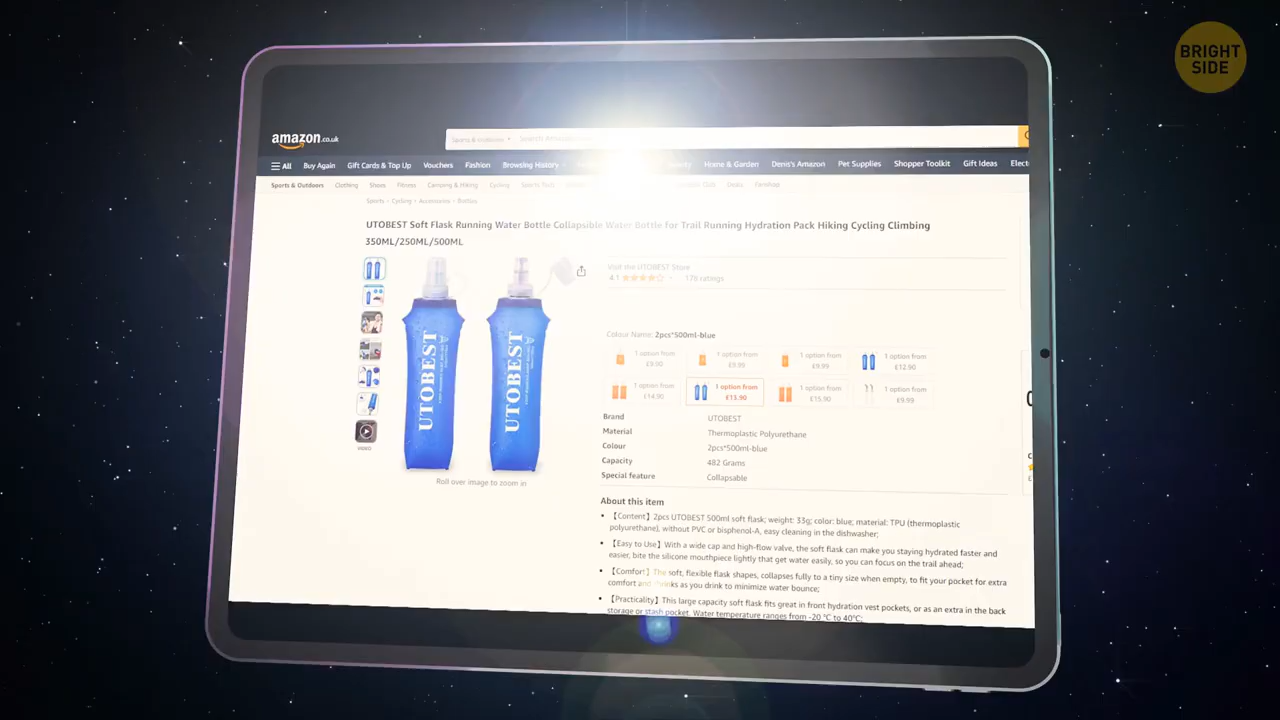 BRIGHT
SIDE
amazon.co.uk
Sports & outdoors
All Buy Again Gift Cards & Top Up Vouchers Fashion Browsing History Beauty Home & Garden Denis's Amazon Pet Supplies Shopper Toolkit Gift Ideas Elect
Sports & Outdoors Clothing Shoes Fitness Camping & Hiking Cycling Deals
Sports › Cycling › Accessories › Bottles
UTOBEST Soft Flask Running Water Bottle Collapsible Water Bottle for Trail Running Hydration Pack Hiking Cycling Climbing
350ML/250ML/500ML
Visit the UTOBEST Store
4.1 176 ratings
UTOBEST
UTOBEST
VIDEO
Roll over image to zoom in
Colour Name: 2pcs*500ml-blue
1 option from 1 option from 1 option from 1 option from
£9.99 £9.99 £12.90
1 option from 1 option from 1 option from 1 option from
£14.90 £13.90 £15.90 £9.99
Brand UTOBEST
Material Thermoplastic Polyurethane
Colour 2pcs*500ml-blue
Capacity 482 Grams
Special feature Collapsable
About this item
• 【Content】2pcs UTOBEST 500ml soft flask; weight: 33g; color: blue; material: TPU (thermoplastic
polyurethane), without PVC or bisphenol-A, easy cleaning in the dishwasher;
• 【Easy to Use】With a wide cap and high-flow valve, the soft flask can make you staying hydrated faster and
easier, bite the silicone mouthpiece lightly that get water easily, so you can focus on the trail ahead;
• 【Comfort】The soft, flexible flask shapes, collapses fully to a tiny size when empty, to fit your pocket for extra
comfort and shrinks as you drink to minimize water bounce;
• 【Practicality】This large capacity soft flask fits great in front hydration vest pockets, or as an extra in the back
storage or stash pocket. Water temperature ranges from -20 ℃ to 40℃;